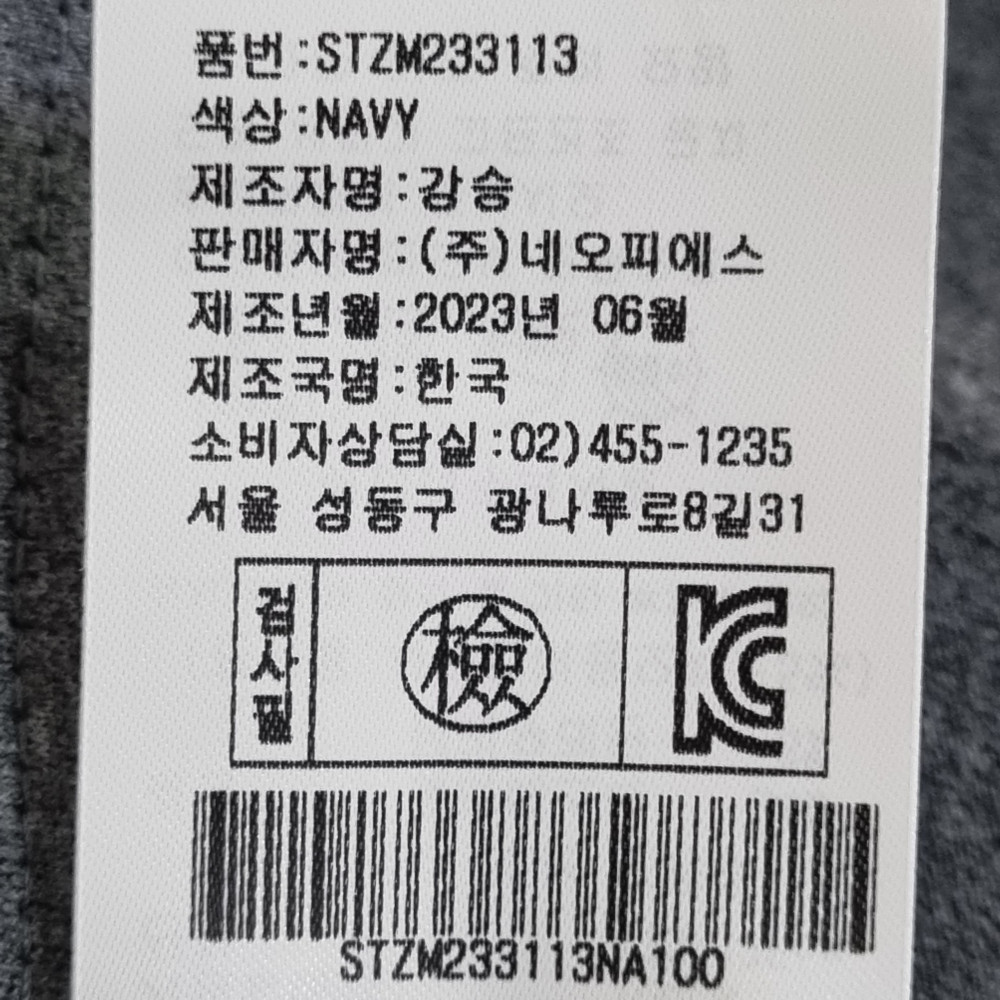 품번:STZM233113
색상:NAVY
제조자명:강승
판매자명:(주)네오피에스
제조년월:2023년 06월
제조국명:한국
소비자상담실:02)455-1235
서울 성동구 광나루로8길31
검사필
檢
KC
STZM233113NA100